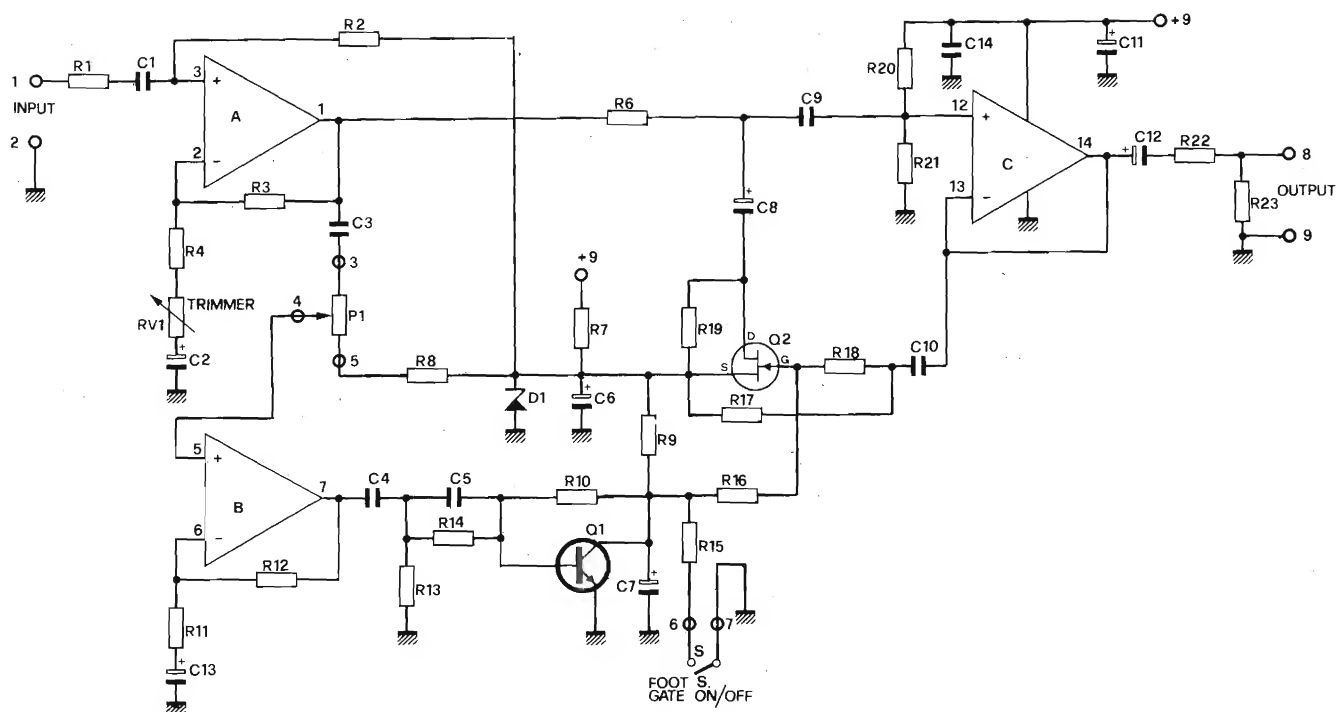 R2
+9
R1
C1
3
+
C14
+
C11
1
INPUT
A
1
R6
C9
R20
12
+
2
2
−
R21
C
14
+
C12
R22
8
OUTPUT
R3
C3
+
C8
13
−
R23
9
R4
3
+9
TRIMMER
RV1
4
P1
R7
R19
D
Q2
+
C2
5
R8
S
G
R18
C10
D1
+
C6
R17
R9
5
+
B
7
C4
C5
R10
R16
6
−
R14
Q1
R15
R12
R13
C7
+
R11
6
7
+
C13
S
FOOT S.
GATE ON/OFF